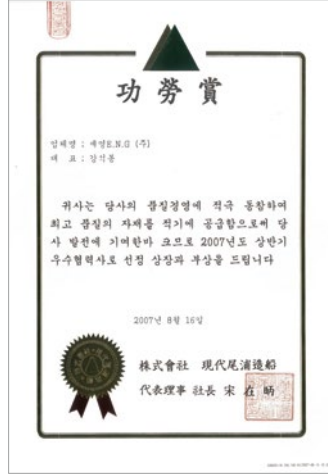 功勞賞
업체명 : 세영E.N.G (주)
대 표 : 강석봉
귀사는 당사의 품질경영에 적극 동참하여
최고 품질의 자재를 적기에 공급함으로써 당
사 발전에 기여한바 크므로 2007년도 상반기
우수협력사로 선정 상장과 부상을 드립니다
2007년 8월 16일
株式會社 現代尾浦造船
代表理事 社長 宋在昞